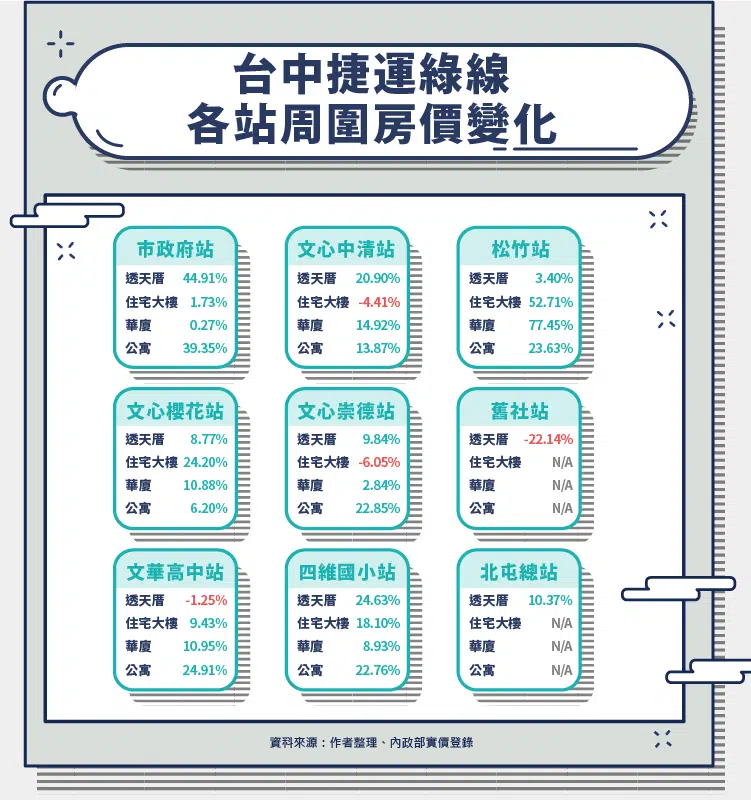 台中捷運綠線
各站周圍房價變化
市政府站
透天厝 44.91%
住宅大樓 1.73%
華廈 0.27%
公寓 39.35%
文心中清站
透天厝 20.90%
住宅大樓 -4.41%
華廈 14.92%
公寓 13.87%
松竹站
透天厝 3.40%
住宅大樓 52.71%
華廈 77.45%
公寓 23.63%
文心櫻花站
透天厝 8.77%
住宅大樓 24.20%
華廈 10.88%
公寓 6.20%
文心崇德站
透天厝 9.84%
住宅大樓 -6.05%
華廈 2.84%
公寓 22.85%
舊社站
透天厝 -22.14%
住宅大樓 N/A
華廈 N/A
公寓 N/A
文華高中站
透天厝 -1.25%
住宅大樓 9.43%
華廈 10.95%
公寓 24.91%
四維國小站
透天厝 24.63%
住宅大樓 18.10%
華廈 8.93%
公寓 22.76%
北屯總站
透天厝 10.37%
住宅大樓 N/A
華廈 N/A
公寓 N/A
資料來源：作者整理、內政部實價登錄